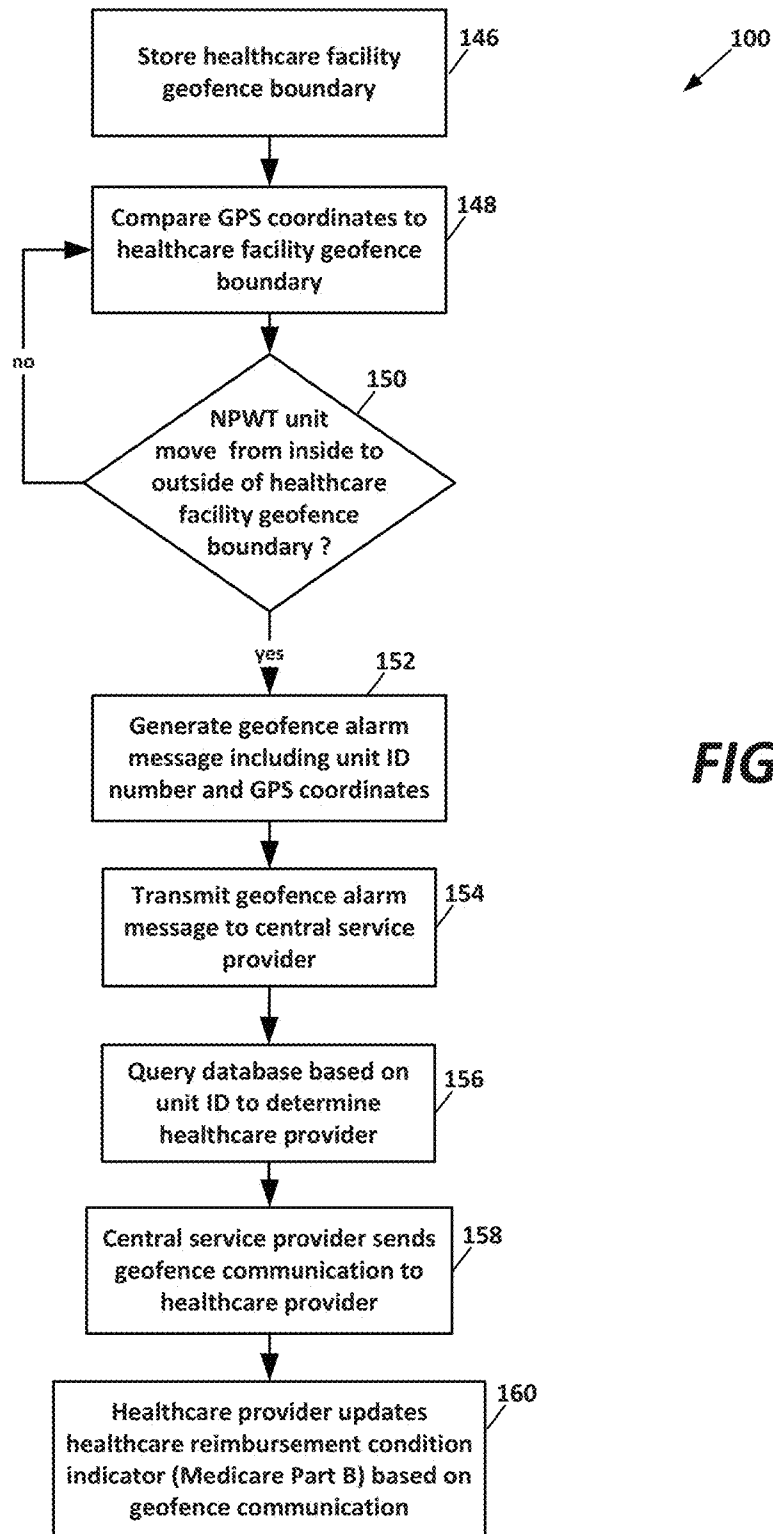 Store healthcare facility
geofence boundary
146
100
Compare GPS coordinates to
healthcare facility geofence
boundary
148
no
150
NPWT unit
move from inside to
outside of healthcare
facility geofence
boundary ?
yes
152
Generate geofence alarm
message including unit ID
number and GPS coordinates
FIG
Transmit geofence alarm
message to central service
provider
154
Query database based on
unit ID to determine
healthcare provider
156
Central service provider sends
geofence communication to
healthcare provider
158
Healthcare provider updates
healthcare reimbursement condition
indicator (Medicare Part B) based on
geofence communication
160